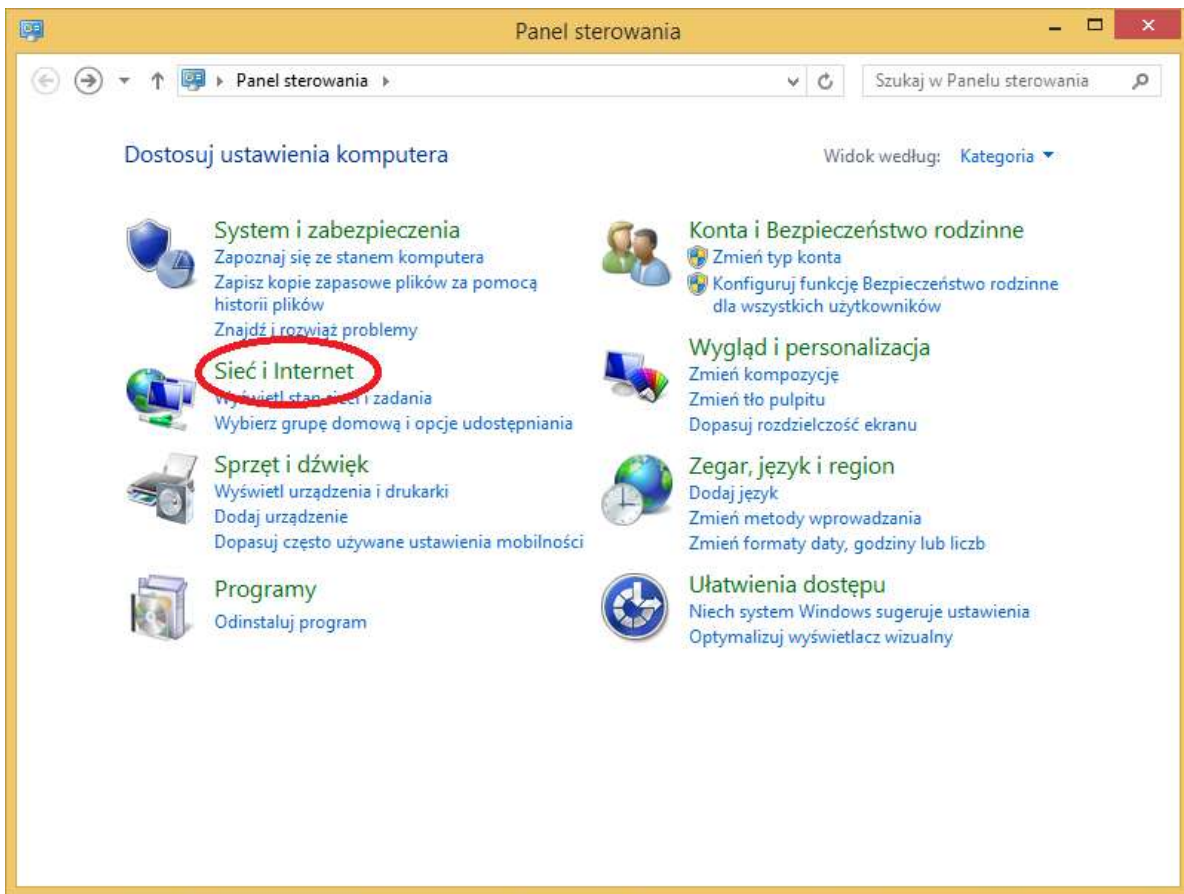 Panel sterowania
Panel sterowania
Szukaj w Panelu sterowania
Dostosuj ustawienia komputera
Widok według: Kategoria
System i zabezpieczenia
Zapoznaj się ze stanem komputera
Zapisz kopie zapasowe plików za pomocą
historii plików
Znajdź i rozwiąż problemy
Sieć i Internet
Wyświetl stan sieci i zadania
Wybierz grupę domową i opcje udostępniania
Sprzęt i dźwięk
Wyświetl urządzenia i drukarki
Dodaj urządzenie
Dopasuj często używane ustawienia mobilności
Programy
Odinstaluj program
Konta i Bezpieczeństwo rodzinne
Zmień typ konta
Konfiguruj funkcję Bezpieczeństwo rodzinne
dla wszystkich użytkowników
Wygląd i personalizacja
Zmień kompozycję
Zmień tło pulpitu
Dopasuj rozdzielczość ekranu
Zegar, język i region
Dodaj język
Zmień metody wprowadzania
Zmień formaty daty, godziny lub liczb
Ułatwienia dostępu
Niech system Windows sugeruje ustawienia
Optymalizuj wyświetlacz wizualny